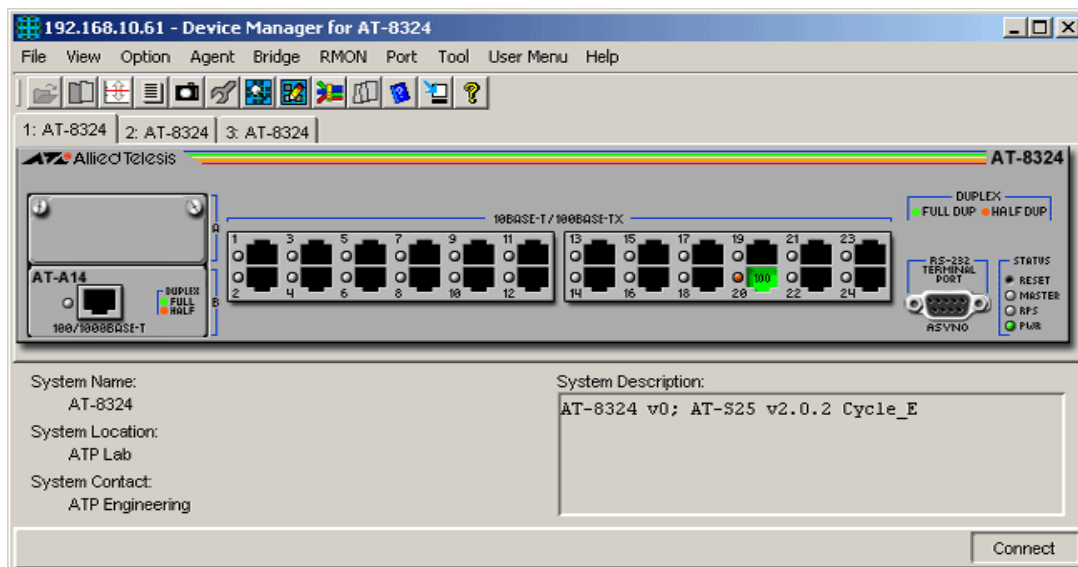 192.168.10.61 - Device Manager for AT-8324
File View Option Agent Bridge RMON Port Tool User Menu Help
1: AT-8324 2: AT-8324 3: AT-8324
Allied Telesis AT-8324
DUPLEX
FULL DUP HALF DUP
A
10BASE-T/100BASE-TX
1 3 5 7 9 11 13 15 17 19 21 23
100
2 4 6 8 10 12 14 16 18 20 22 24
AT-A14
DUPLEX
FULL
HALF
B
100/1000BASE-T
RS-232
TERMINAL
PORT
ASYNO
STATUS
RESET
MASTER
RPS
PWR
System Name:
AT-8324
System Location:
ATP Lab
System Contact:
ATP Engineering
System Description:
AT-8324 v0; AT-S25 v2.0.2 Cycle_E
Connect